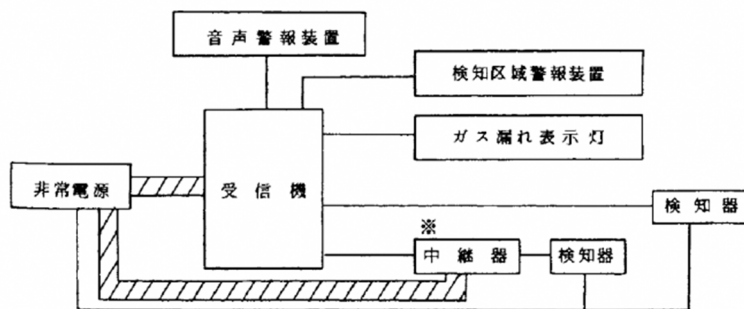 音声警報装置
検知区域警報装置
ガス漏れ表示灯
非常電源
受信機
検知器
※
中継器
検知器